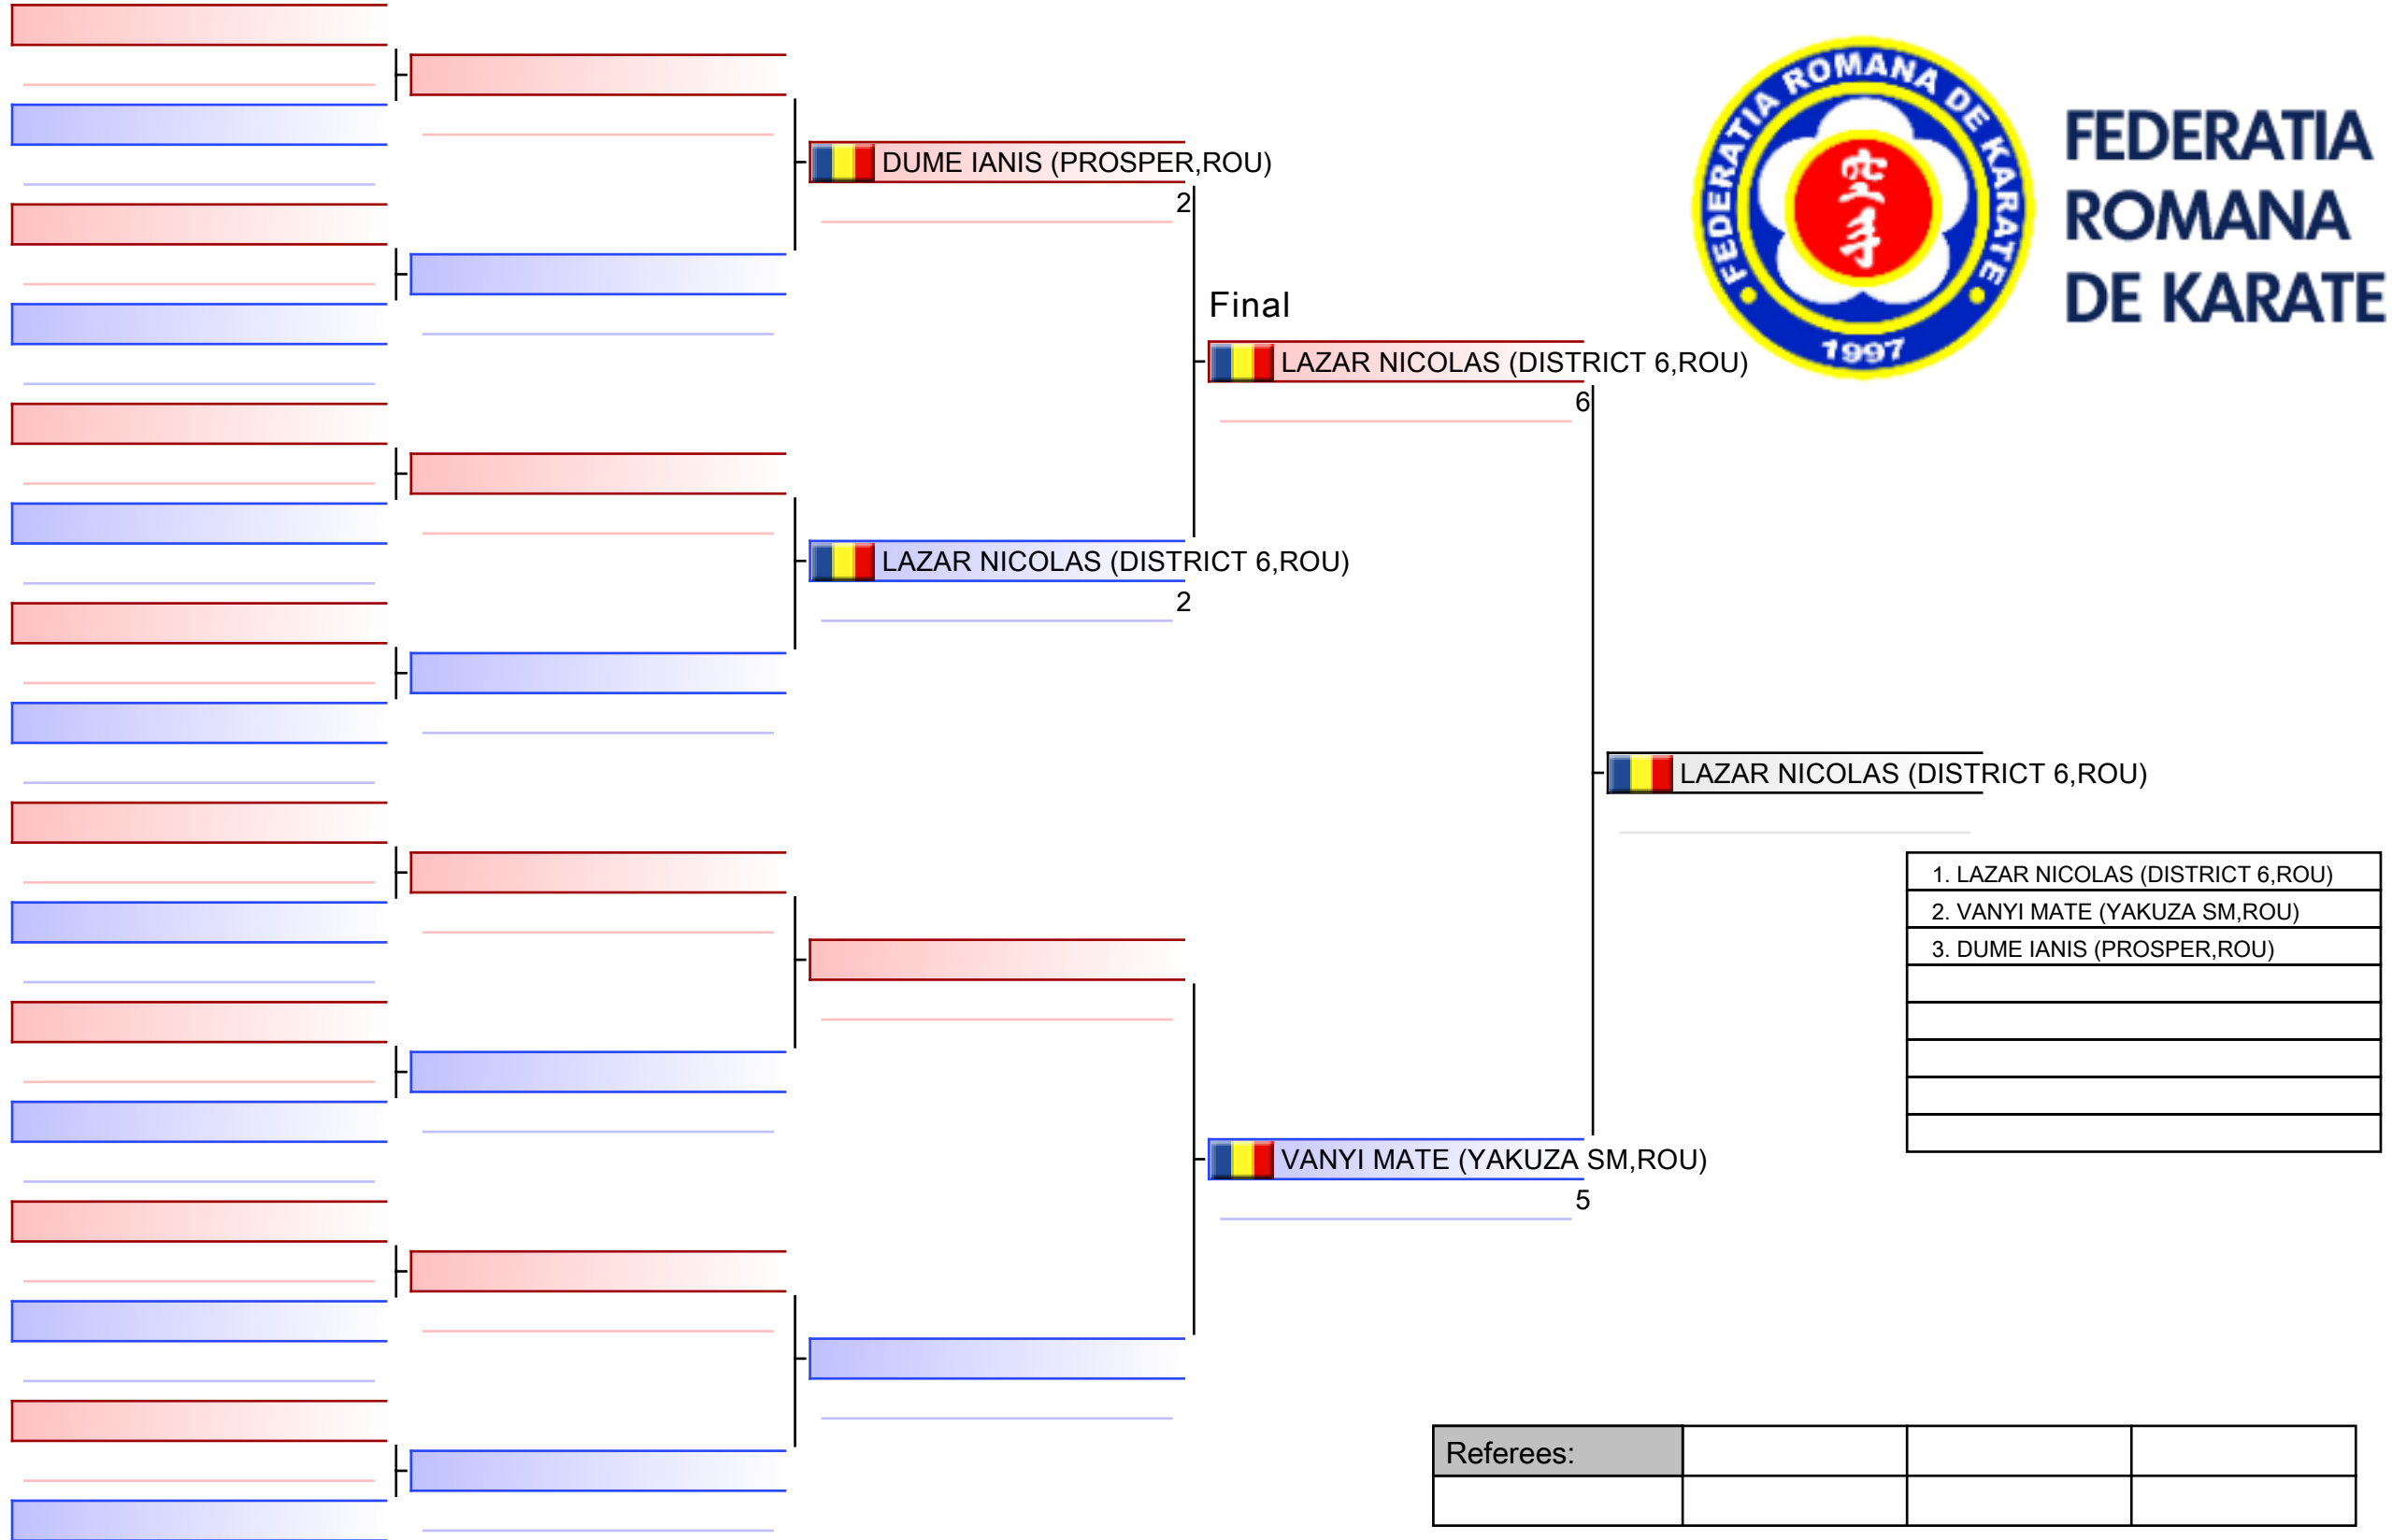 FEDERATIA ROMANA DE KARATE
空手
1997
FEDERATIA
ROMANA
DE KARATE
DUME IANIS (PROSPER,ROU)
2
Final
LAZAR NICOLAS (DISTRICT 6,ROU)
6
LAZAR NICOLAS (DISTRICT 6,ROU)
2
LAZAR NICOLAS (DISTRICT 6,ROU)
1. LAZAR NICOLAS (DISTRICT 6,ROU)
2. VANYI MATE (YAKUZA SM,ROU)
3. DUME IANIS (PROSPER,ROU)
VANYI MATE (YAKUZA SM,ROU)
5
Referees: